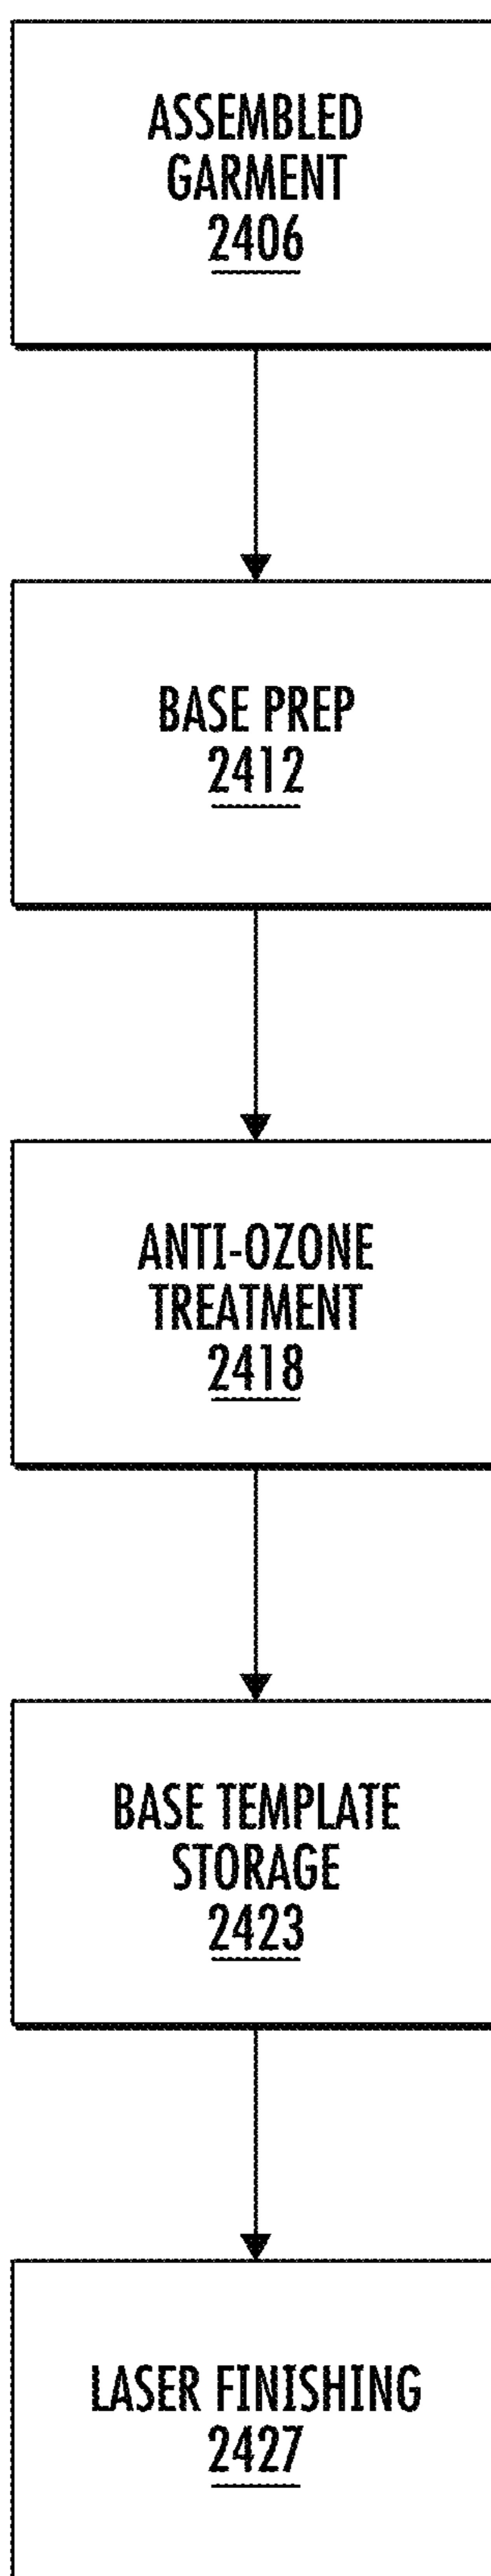 ASSEMBLED
GARMENT
2406
BASE PREP
2412
ANTI-OZONE
TREATMENT
2418
BASE TEMPLATE
STORAGE
2423
LASER FINISHING
2427